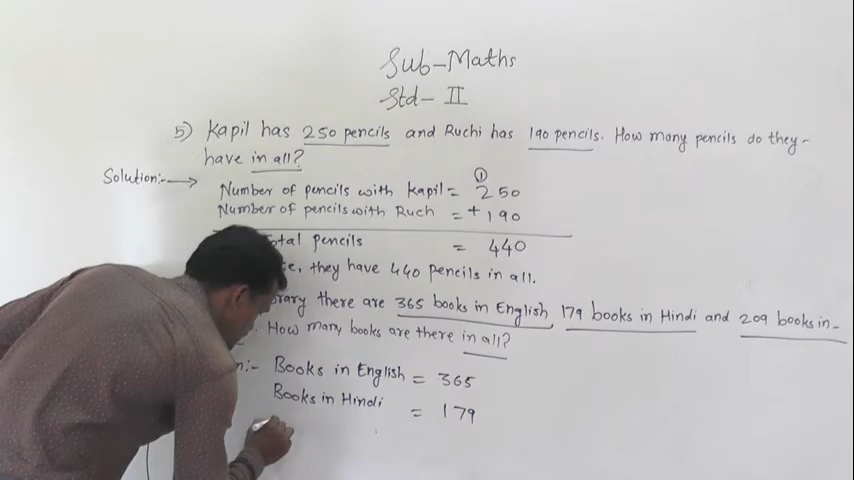 Sub-Maths
Std- II
5) Kapil has 250 pencils and Ruchi has 190 pencils. How many pencils do they-
have in all?
Solution:-→ Number of pencils with Kapil = 250
Number of pencils with Ruch = + 190
1
pencils = 440
they have 440 pencils in all.
there are 365 books in English, 179 books in Hindi and 209 books in-
How many books are there in all?
Books in English = 365
Books in Hindi = 179